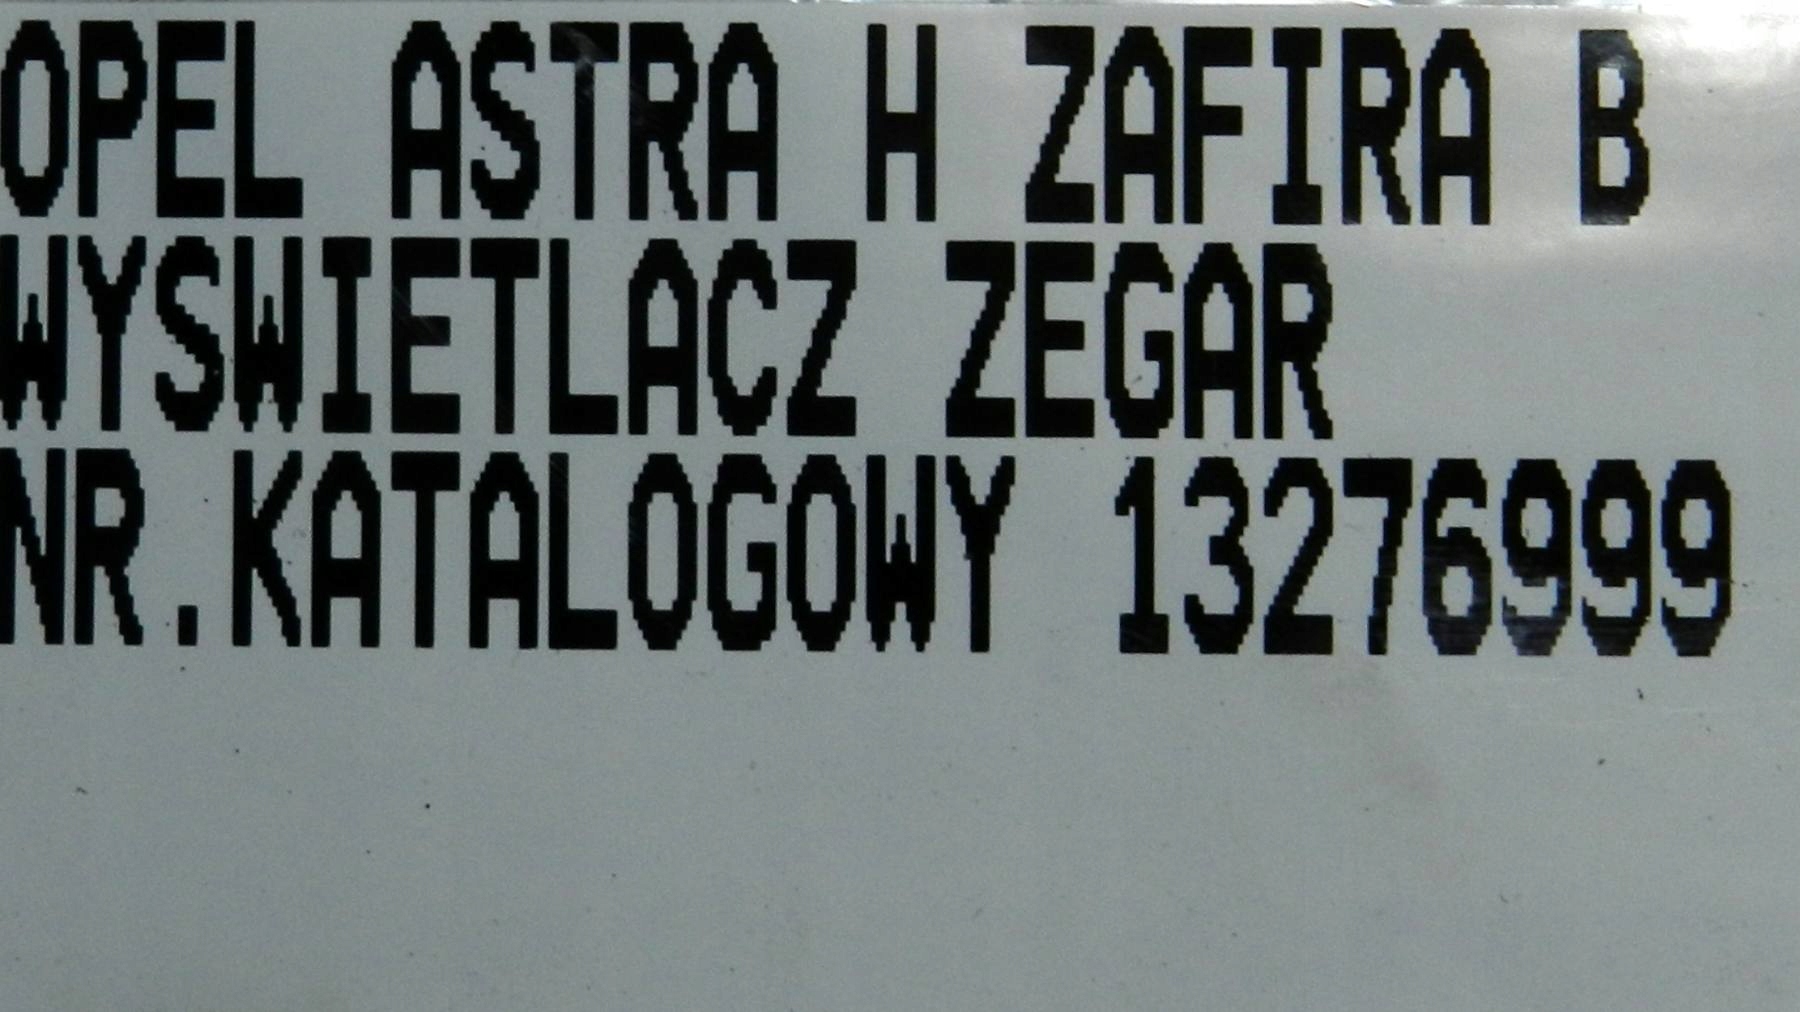 OPEL ASTRA H ZAFIRA B
WYSWIETLACZ ZEGAR
NR.KATALOGOWY 13276999